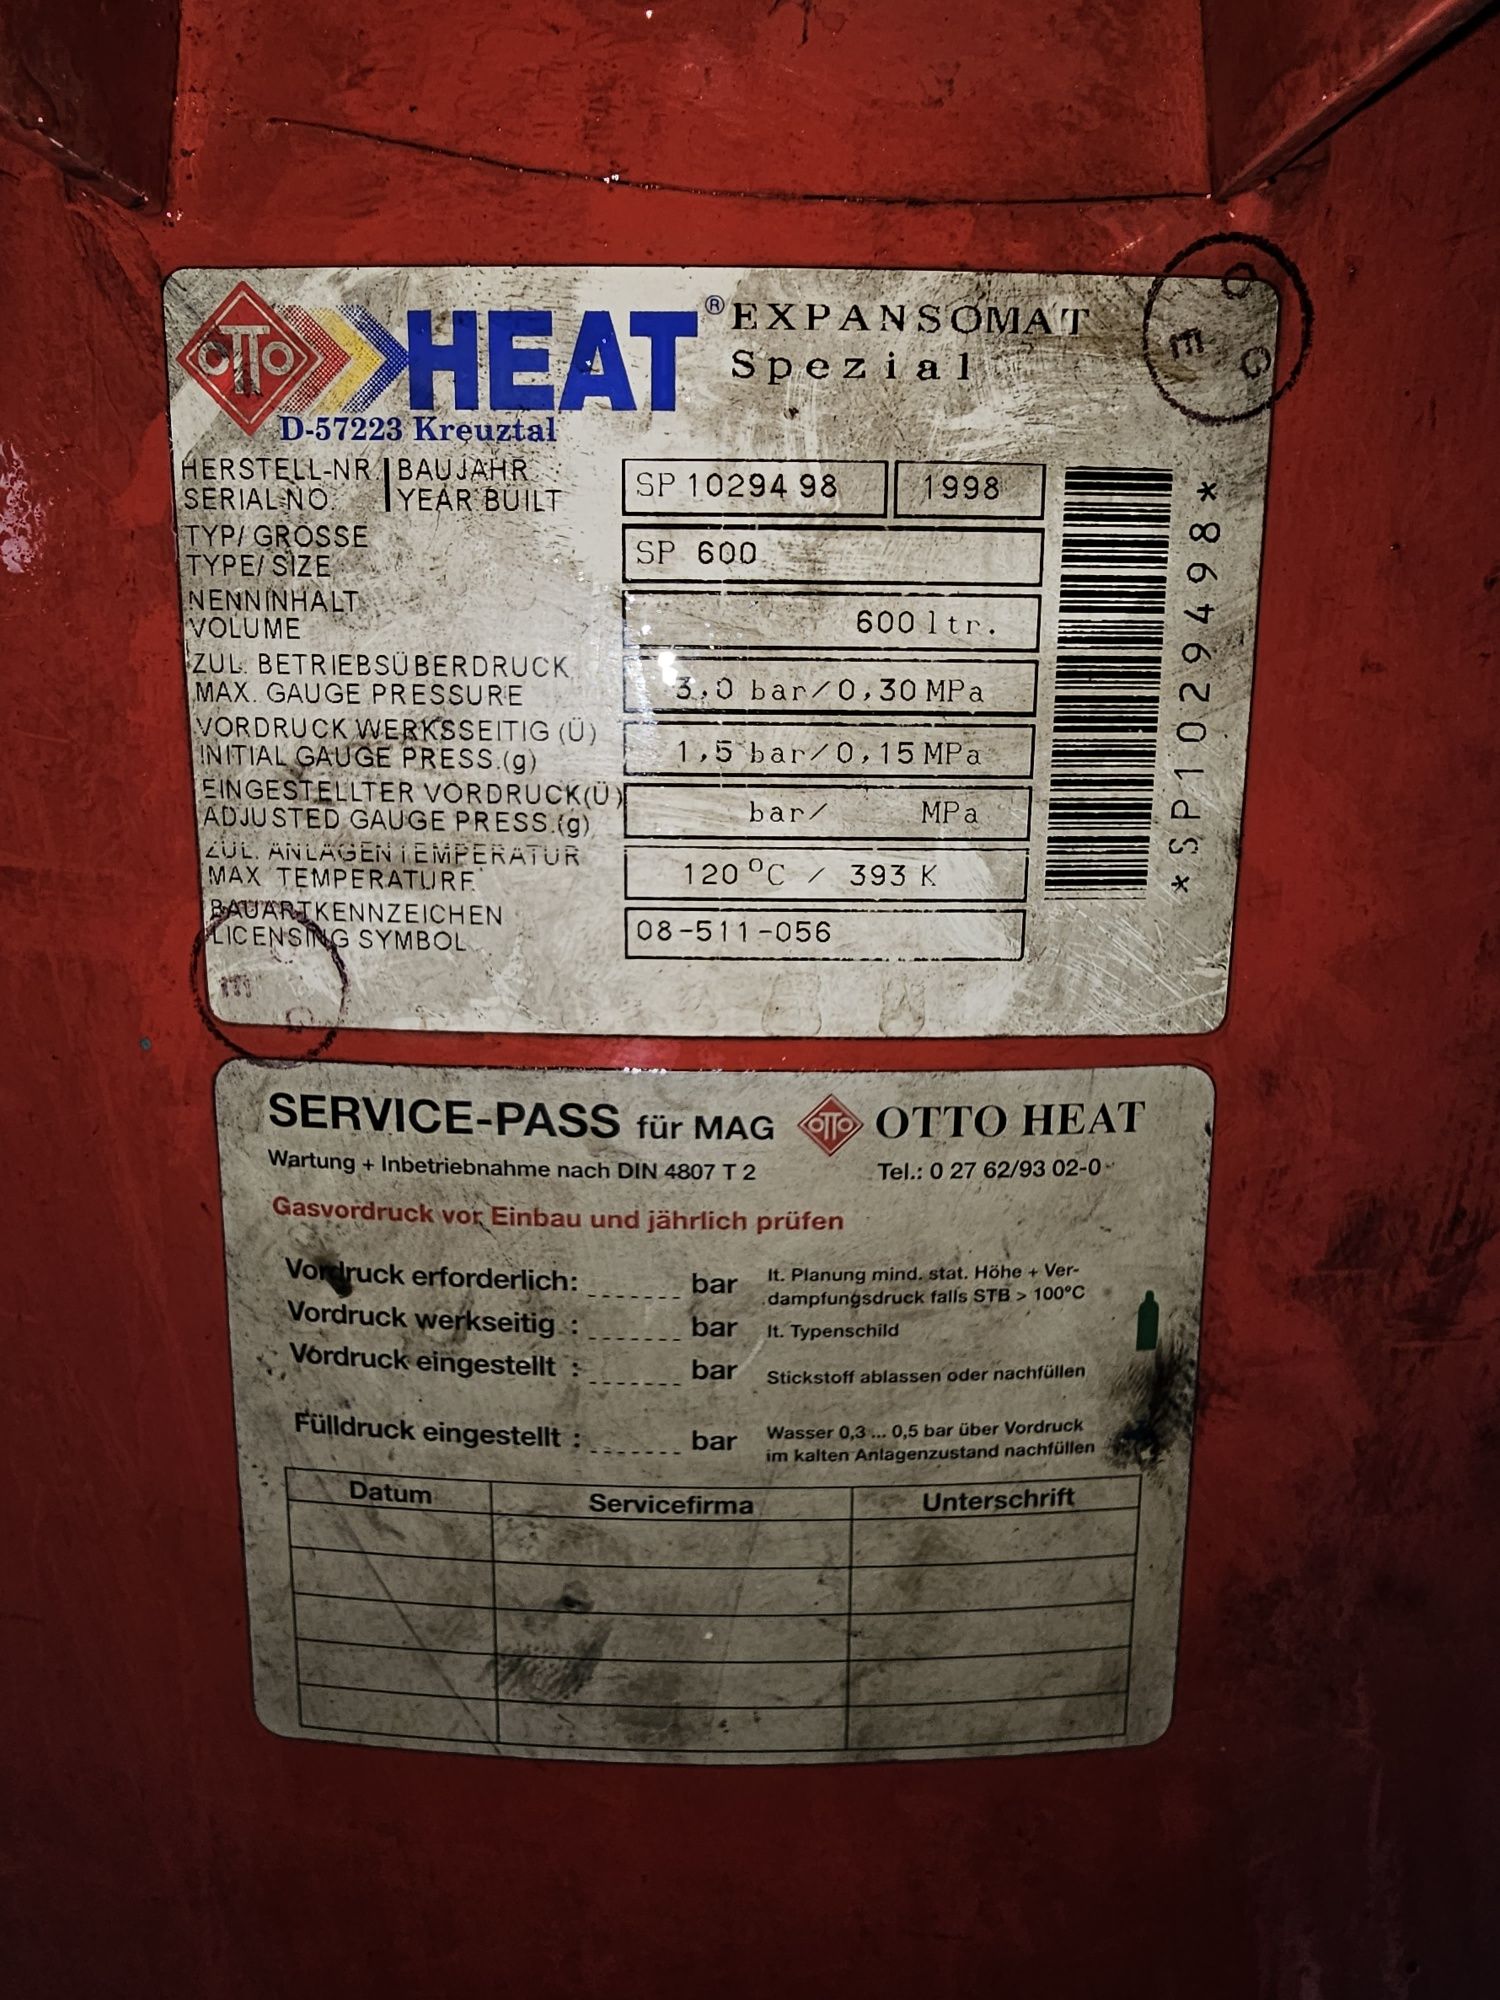 OTTO HEAT® EXPANSOMAT
Spezial
D-57223 Kreuztal
HERSTELL-NR. | BAUJAHR SP 10294 98 1998
SERIAL NO. | YEAR BUILT
TYP/ GRÖSSE SP 600
TYPE/ SIZE
NENNINHALT 600 ltr.
VOLUME
ZUL. BETRIEBSÜBERDRUCK 3,0 bar/0,30 MPa
MAX. GAUGE PRESSURE
VORDRUCK WERKSSEITIG (Ü) 1,5 bar/0,15 MPa
INITIAL GAUGE PRESS.(g)
EINGESTELLTER VORDRUCK(Ü) bar/ MPa
ADJUSTED GAUGE PRESS.(g)
ZUL. ANLAGENTEMPERATUR 120 °C / 393 K
MAX TEMPERATURE
BAUARTKENNZEICHEN 08-511-056
LICENSING SYMBOL
*SP1029498*
O G E
E G
SERVICE-PASS für MAG OTTO OTTO HEAT
Wartung + Inbetriebnahme nach DIN 4807 T 2 Tel.: 0 27 62/93 02-0
Gasvordruck vor Einbau und jährlich prüfen
Vordruck erforderlich: ....... bar lt. Planung mind. stat. Höhe + Ver-
dampfungsdruck falls STB > 100°C
Vordruck werkseitig : ....... bar lt. Typenschild
Vordruck eingestellt : ....... bar Stickstoff ablassen oder nachfüllen
Fülldruck eingestellt : ....... bar Wasser 0,3 ... 0,5 bar über Vordruck
im kalten Anlagenzustand nachfüllen
Datum Servicefirma Unterschrift